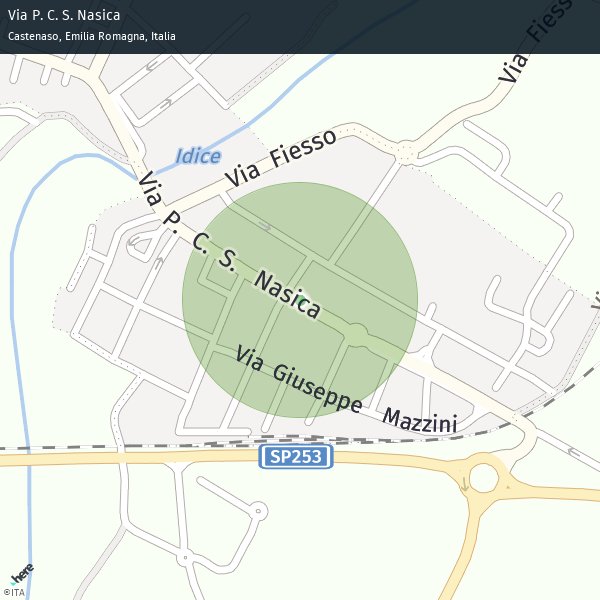 Via P. C. S. Nasica
Castenaso, Emilia Romagna, Italia
Via Fiesso
Idice
Via Fiesso
Via P. C. S. Nasica
Via Giuseppe Mazzini
SP253
here
©ITA